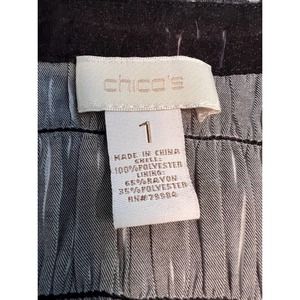 chico's
1
MADE IN CHINA
SHELL:
100%POLYESTER
LINING:
65%RAYON
35%POLYESTER
RN#79984